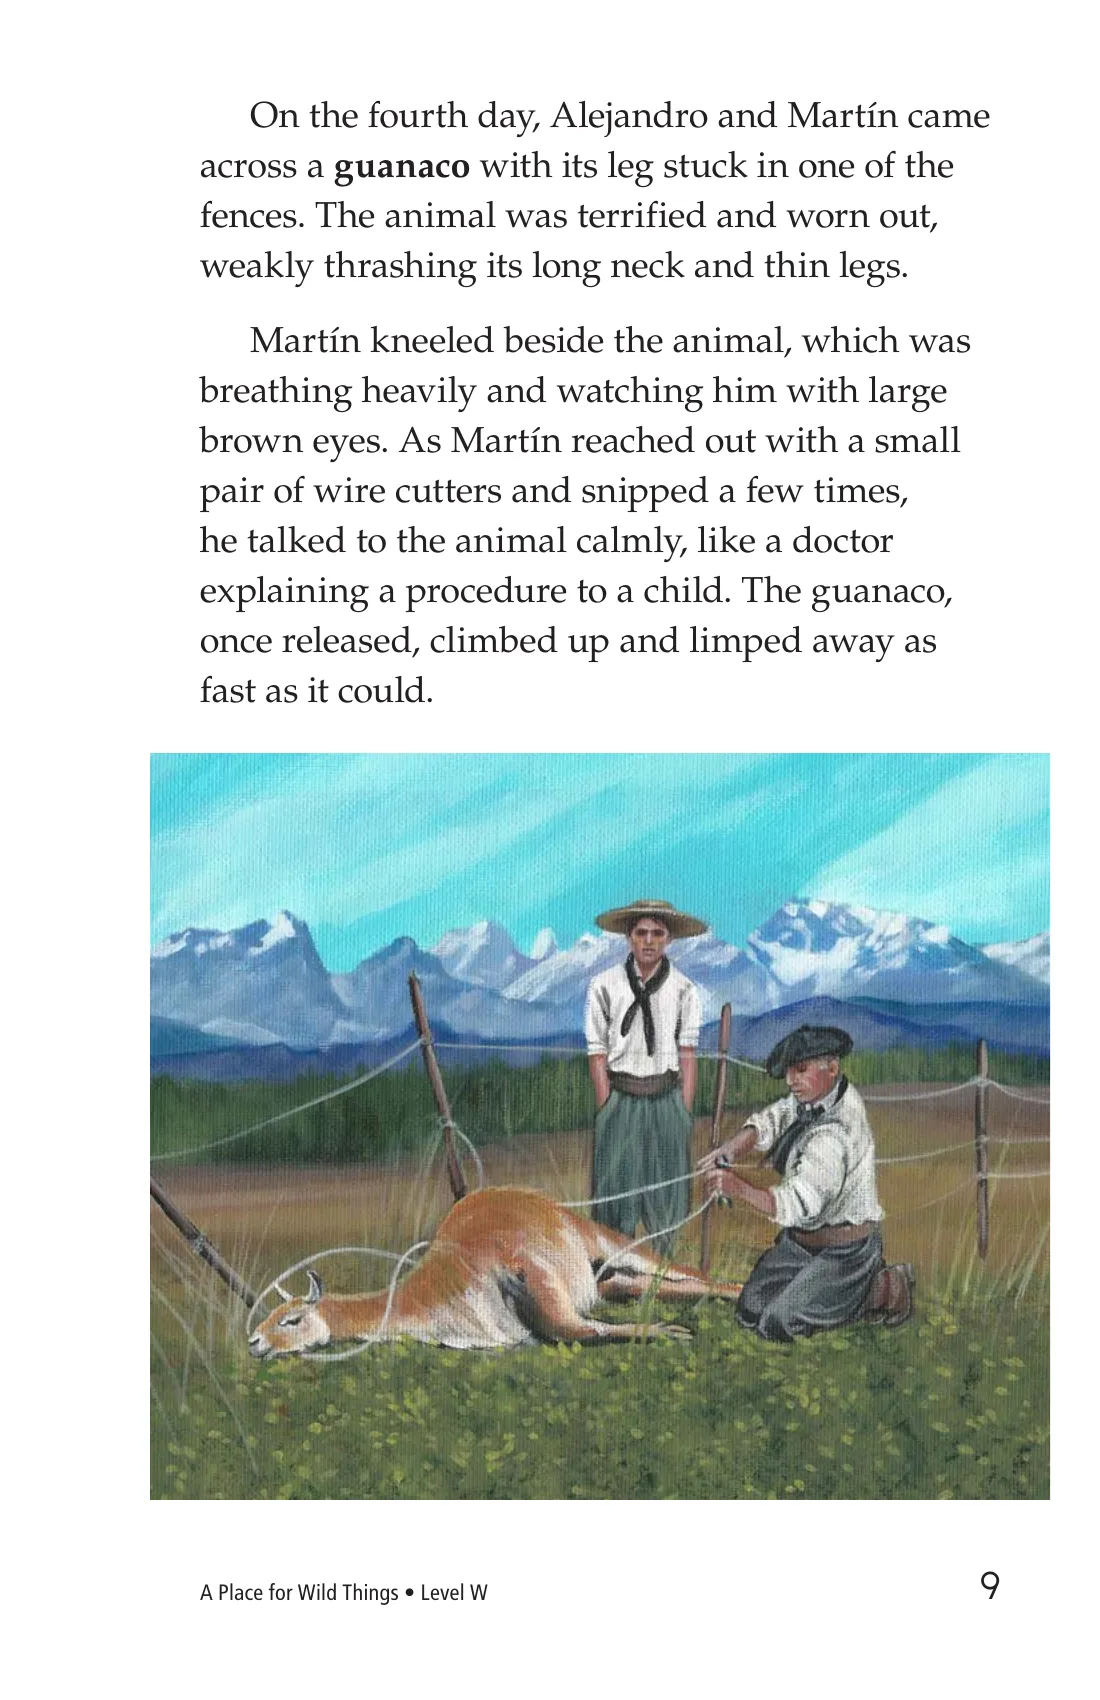 On the fourth day, Alejandro and Martín came
across a guanaco with its leg stuck in one of the
fences. The animal was terrified and worn out,
weakly thrashing its long neck and thin legs.
Martín kneeled beside the animal, which was
breathing heavily and watching him with large
brown eyes. As Martín reached out with a small
pair of wire cutters and snipped a few times,
he talked to the animal calmly, like a doctor
explaining a procedure to a child. The guanaco,
once released, climbed up and limped away as
fast as it could.
A Place for Wild Things • Level W
9